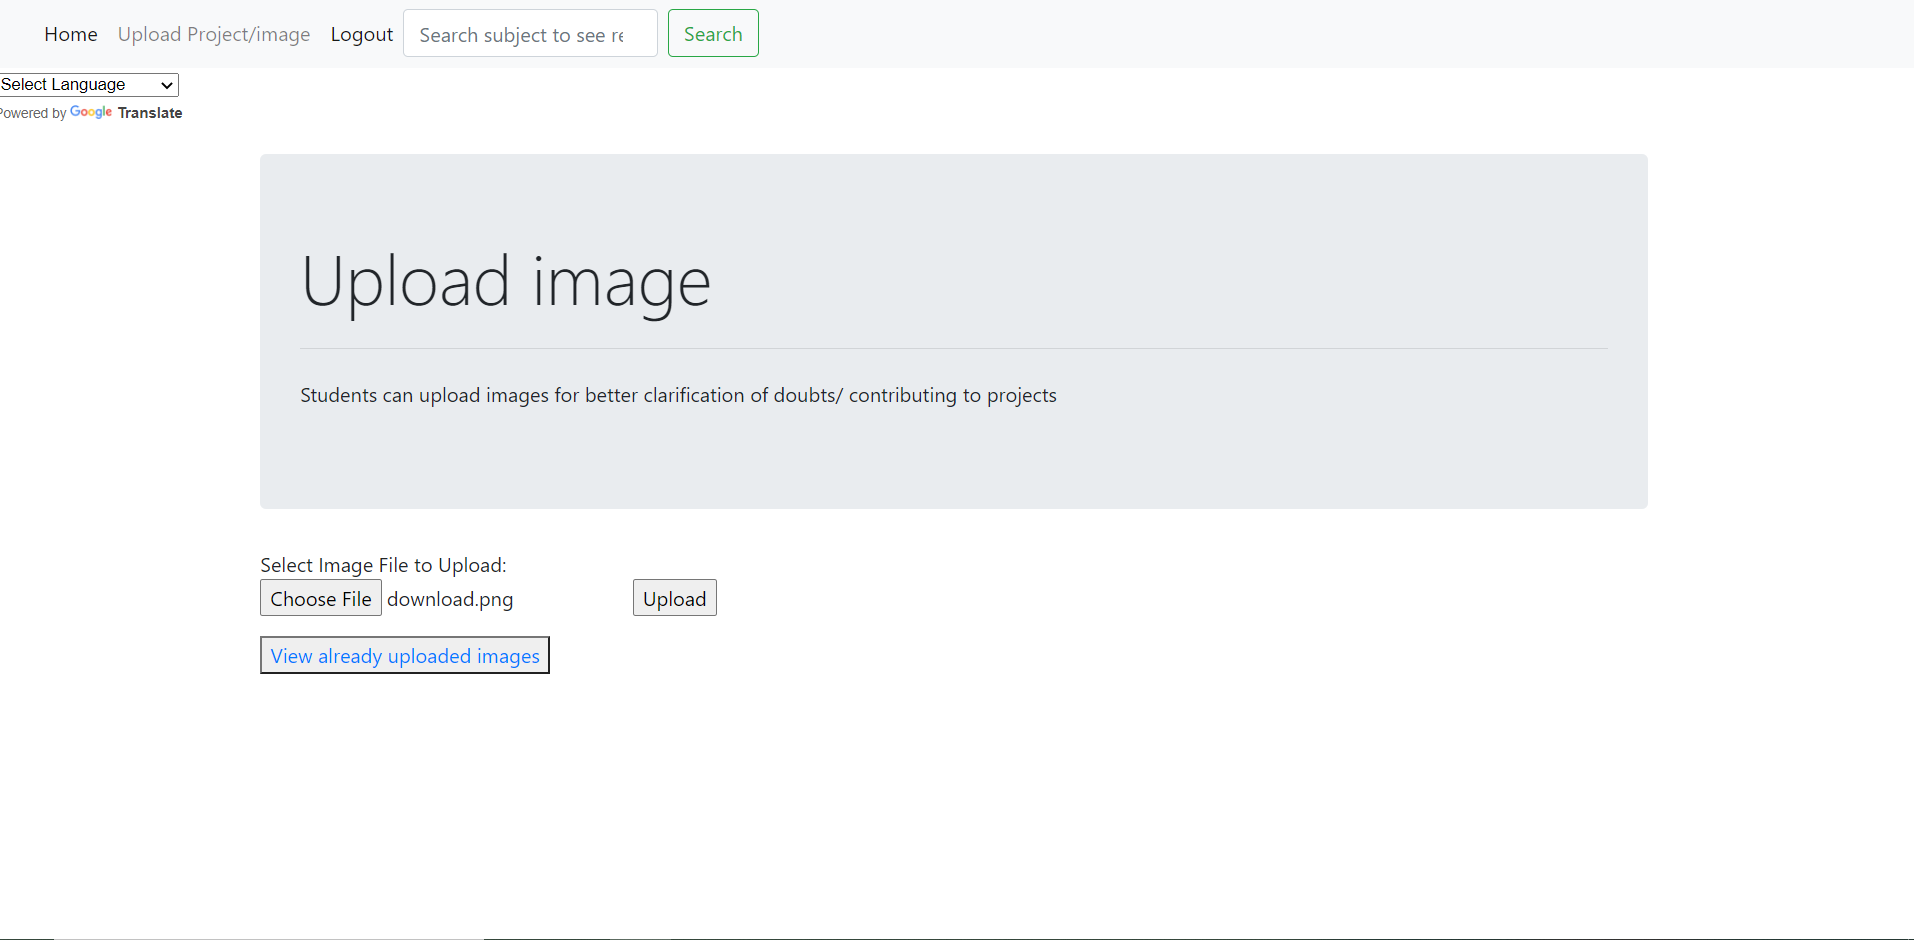 Home Upload Project/image Logout Search subject to see re Search
Select Language
Powered by Google Translate
Upload image
Students can upload images for better clarification of doubts/ contributing to projects
Select Image File to Upload:
Choose File download.png Upload
View already uploaded images